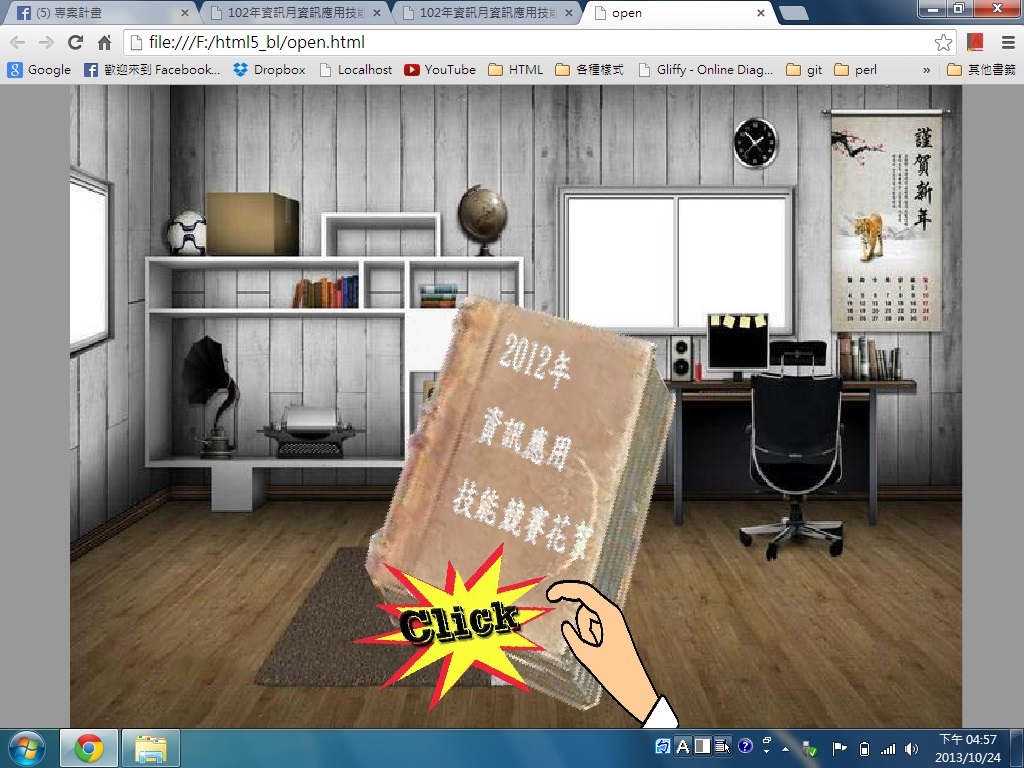 (5) 專案計畫
102年資訊月資訊應用技能
102年資訊月資訊應用技能
open
file:///F:/html5_bl/open.html
Google
歡迎來到 Facebook...
Dropbox
Localhost
YouTube
HTML
各種樣式
Gliffy - Online Diag...
git
perl
»
其他書籤
謹賀新年
2012年
資訊應用
技能競賽花蓮
Click
下午 04:57
2013/10/24